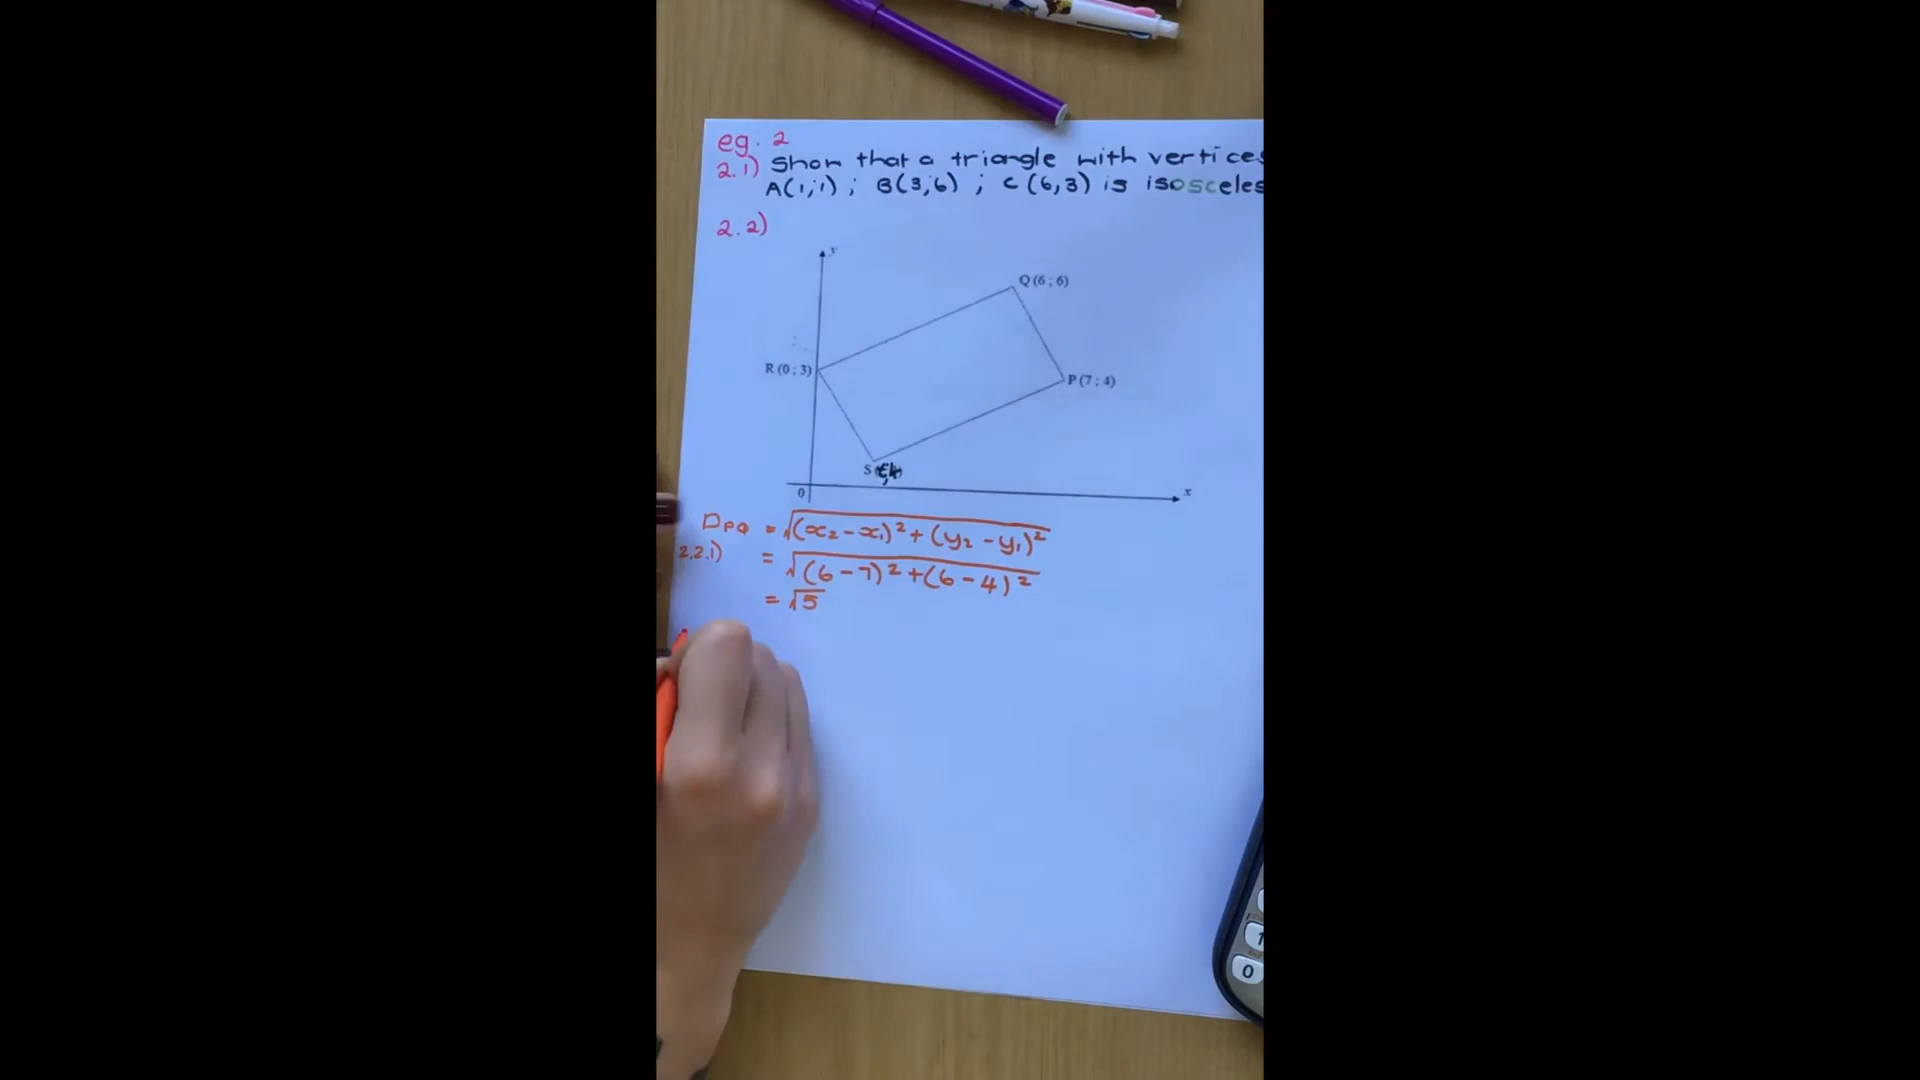 eg. 2
2.1) Show that a triangle with vertices
A(1;1) ; B(3,6) ; C(6,3) is isosceles
2.2)
y
Q(6 ; 6)
R(0 ; 3)
P(7 ; 4)
S
0
x
DPQ = √(x₂-x₁)²+(y₂-y₁)²
2.2.1) = √(6-7)²+(6-4)²
= √5
1
0